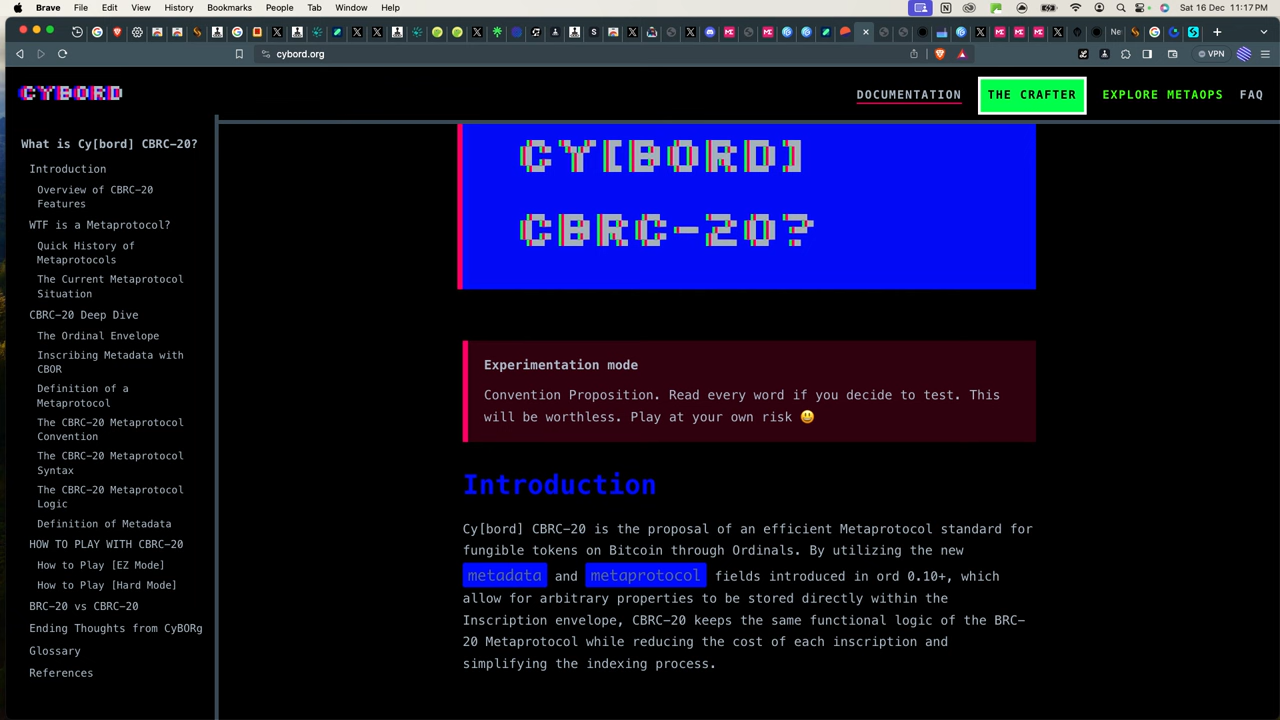 Brave File Edit View History Bookmarks People Tab Window Help
Sat 16 Dec 11:17 PM
cybord.org
VPN
CYBORD
DOCUMENTATION
THE CRAFTER
EXPLORE METAOPS
FAQ
What is Cy[bord] CBRC-20?
Introduction
Overview of CBRC-20
Features
WTF is a Metaprotocol?
Quick History of
Metaprotocols
The Current Metaprotocol
Situation
CBRC-20 Deep Dive
The Ordinal Envelope
Inscribing Metadata with
CBOR
Definition of a
Metaprotocol
The CBRC-20 Metaprotocol
Convention
The CBRC-20 Metaprotocol
Syntax
The CBRC-20 Metaprotocol
Logic
Definition of Metadata
HOW TO PLAY WITH CBRC-20
How to Play [EZ Mode]
How to Play [Hard Mode]
BRC-20 vs CBRC-20
Ending Thoughts from CyBORg
Glossary
References
CY[BORD]
CBRC-20?
Experimentation mode
Convention Proposition. Read every word if you decide to test. This
will be worthless. Play at your own risk 😃
Introduction
Cy[bord] CBRC-20 is the proposal of an efficient Metaprotocol standard for
fungible tokens on Bitcoin through Ordinals. By utilizing the new
metadata and metaprotocol fields introduced in ord 0.10+, which
allow for arbitrary properties to be stored directly within the
Inscription envelope, CBRC-20 keeps the same functional logic of the BRC-
20 Metaprotocol while reducing the cost of each inscription and
simplifying the indexing process.